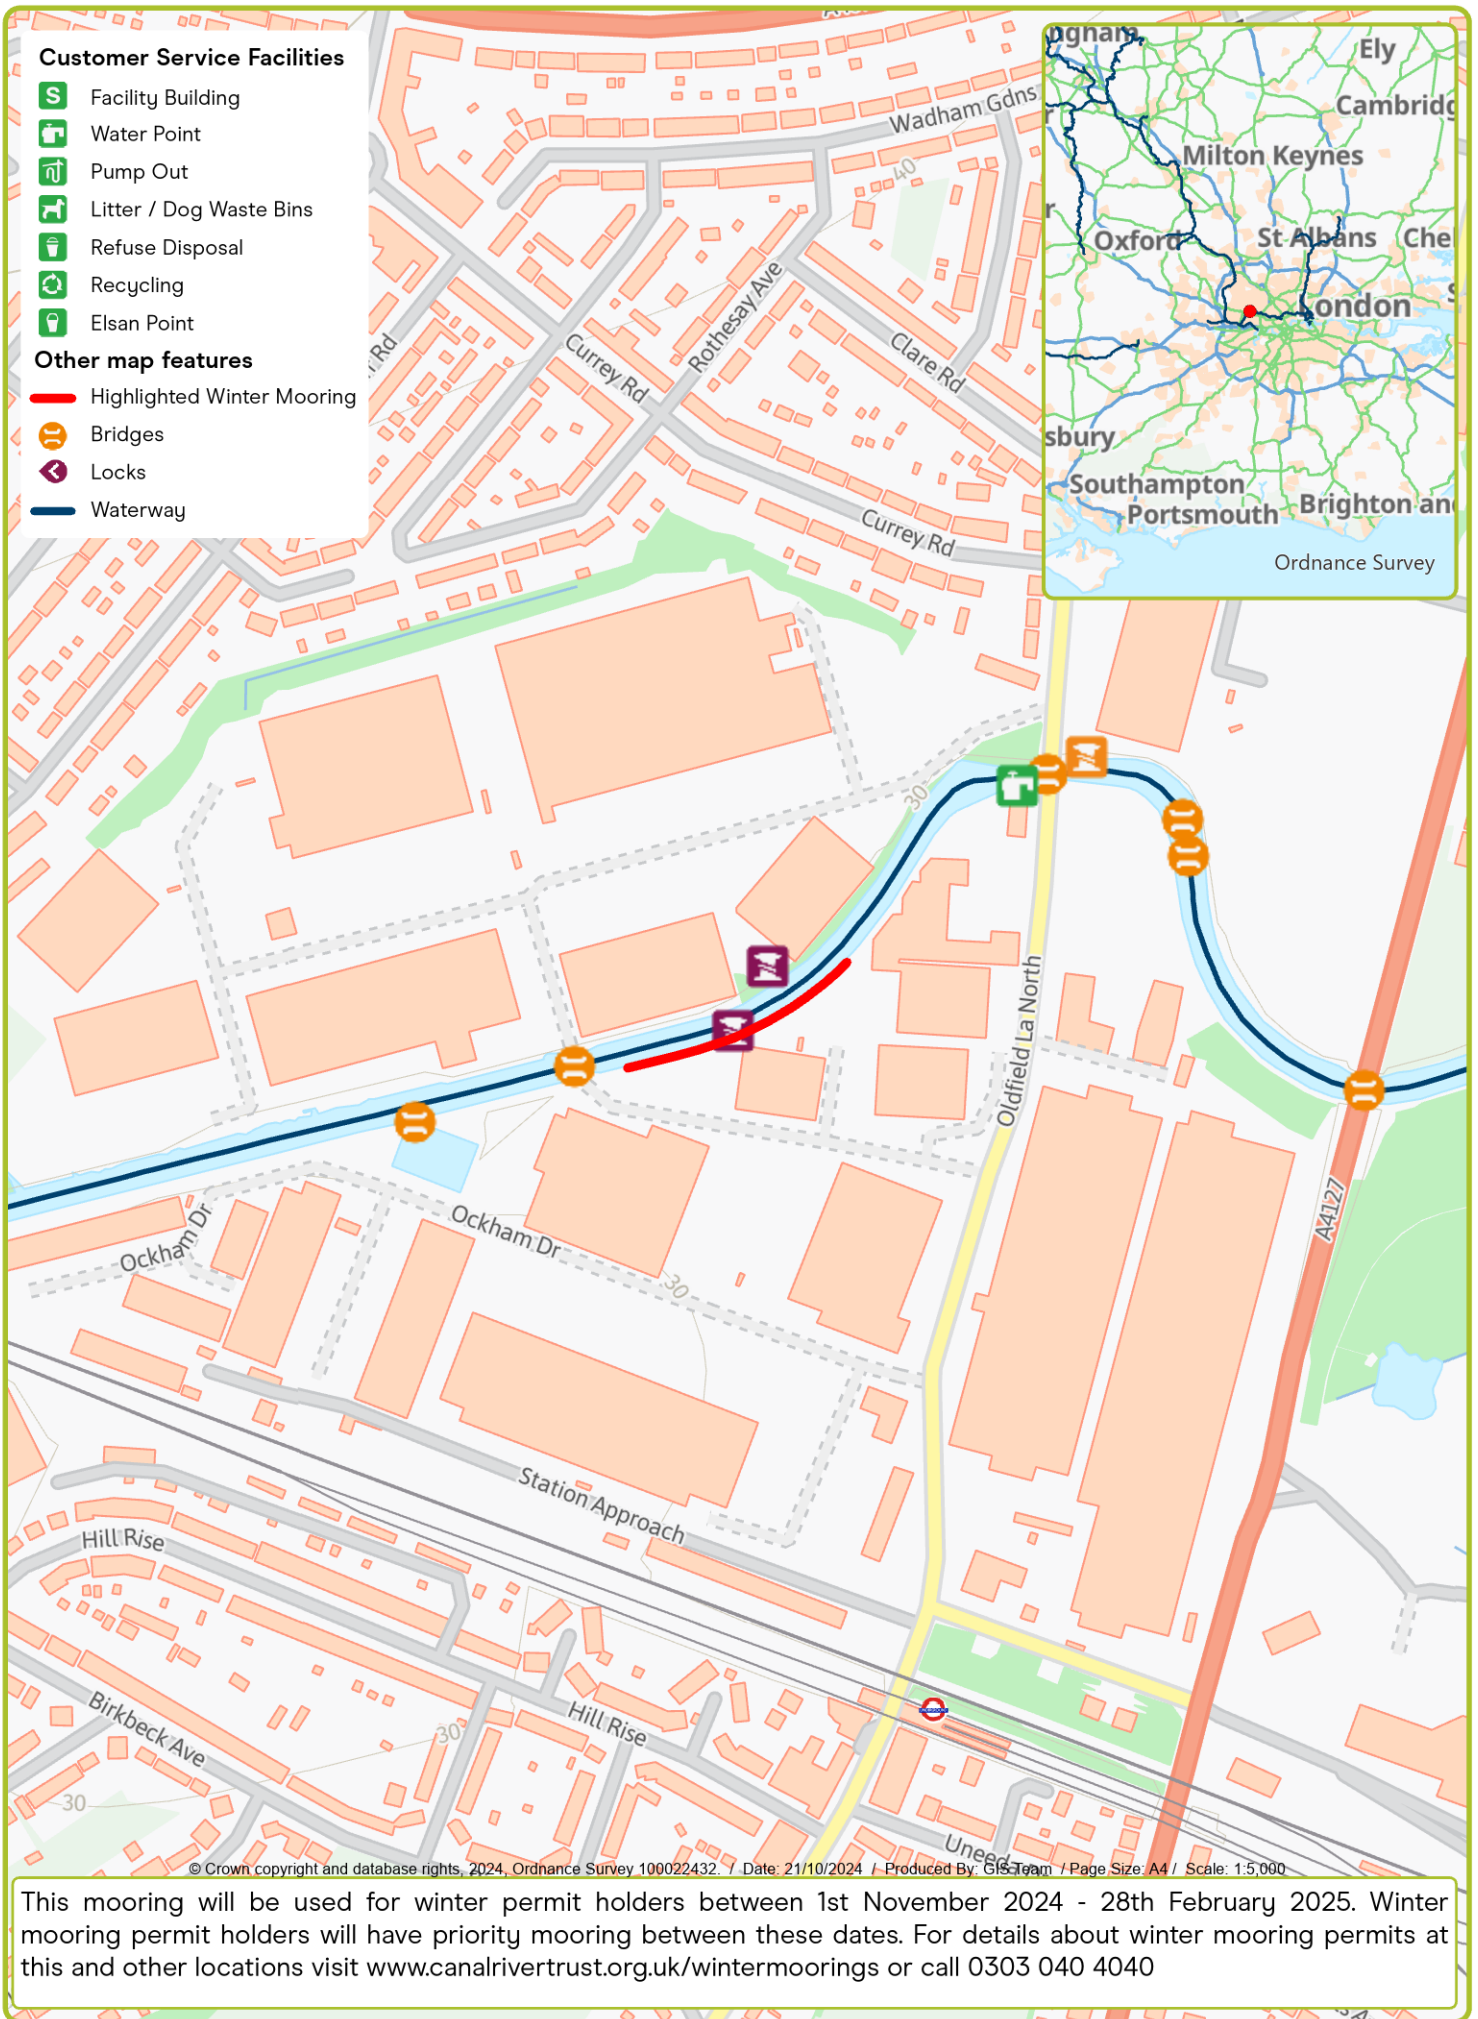 Customer Service Facilities
S
Facility Building
Water Point
Pump Out
Litter / Dog Waste Bins
Refuse Disposal
Recycling
Elsan Point
Other map features
Highlighted Winter Mooring
Bridges
Locks
Waterway
Wadham Gdns
40
Rothesay Ave
Currey Rd
Clare Rd
Rd
Currey Rd
ngham
Ely
Cambridg
Milton Keynes
Oxford
St Albans
Che
London
sbury
Southampton
Portsmouth
Brighton and
Ordnance Survey
30
Oldfield La North
A4127
Ockham Dr
Ockham Dr
30
Station Approach
Hill Rise
Hill Rise
Birkbeck Ave
30
30
© Crown copyright and database rights, 2024, Ordnance Survey 100022432. / Date: 21/10/2024 / Produced By: GIS Team / Page Size: A4 / Scale: 1:5,000
This mooring will be used for winter permit holders between 1st November 2024 - 28th February 2025. Winter
mooring permit holders will have priority mooring between these dates. For details about winter mooring permits at
this and other locations visit www.canalrivertrust.org.uk/wintermoorings or call 0303 040 4040